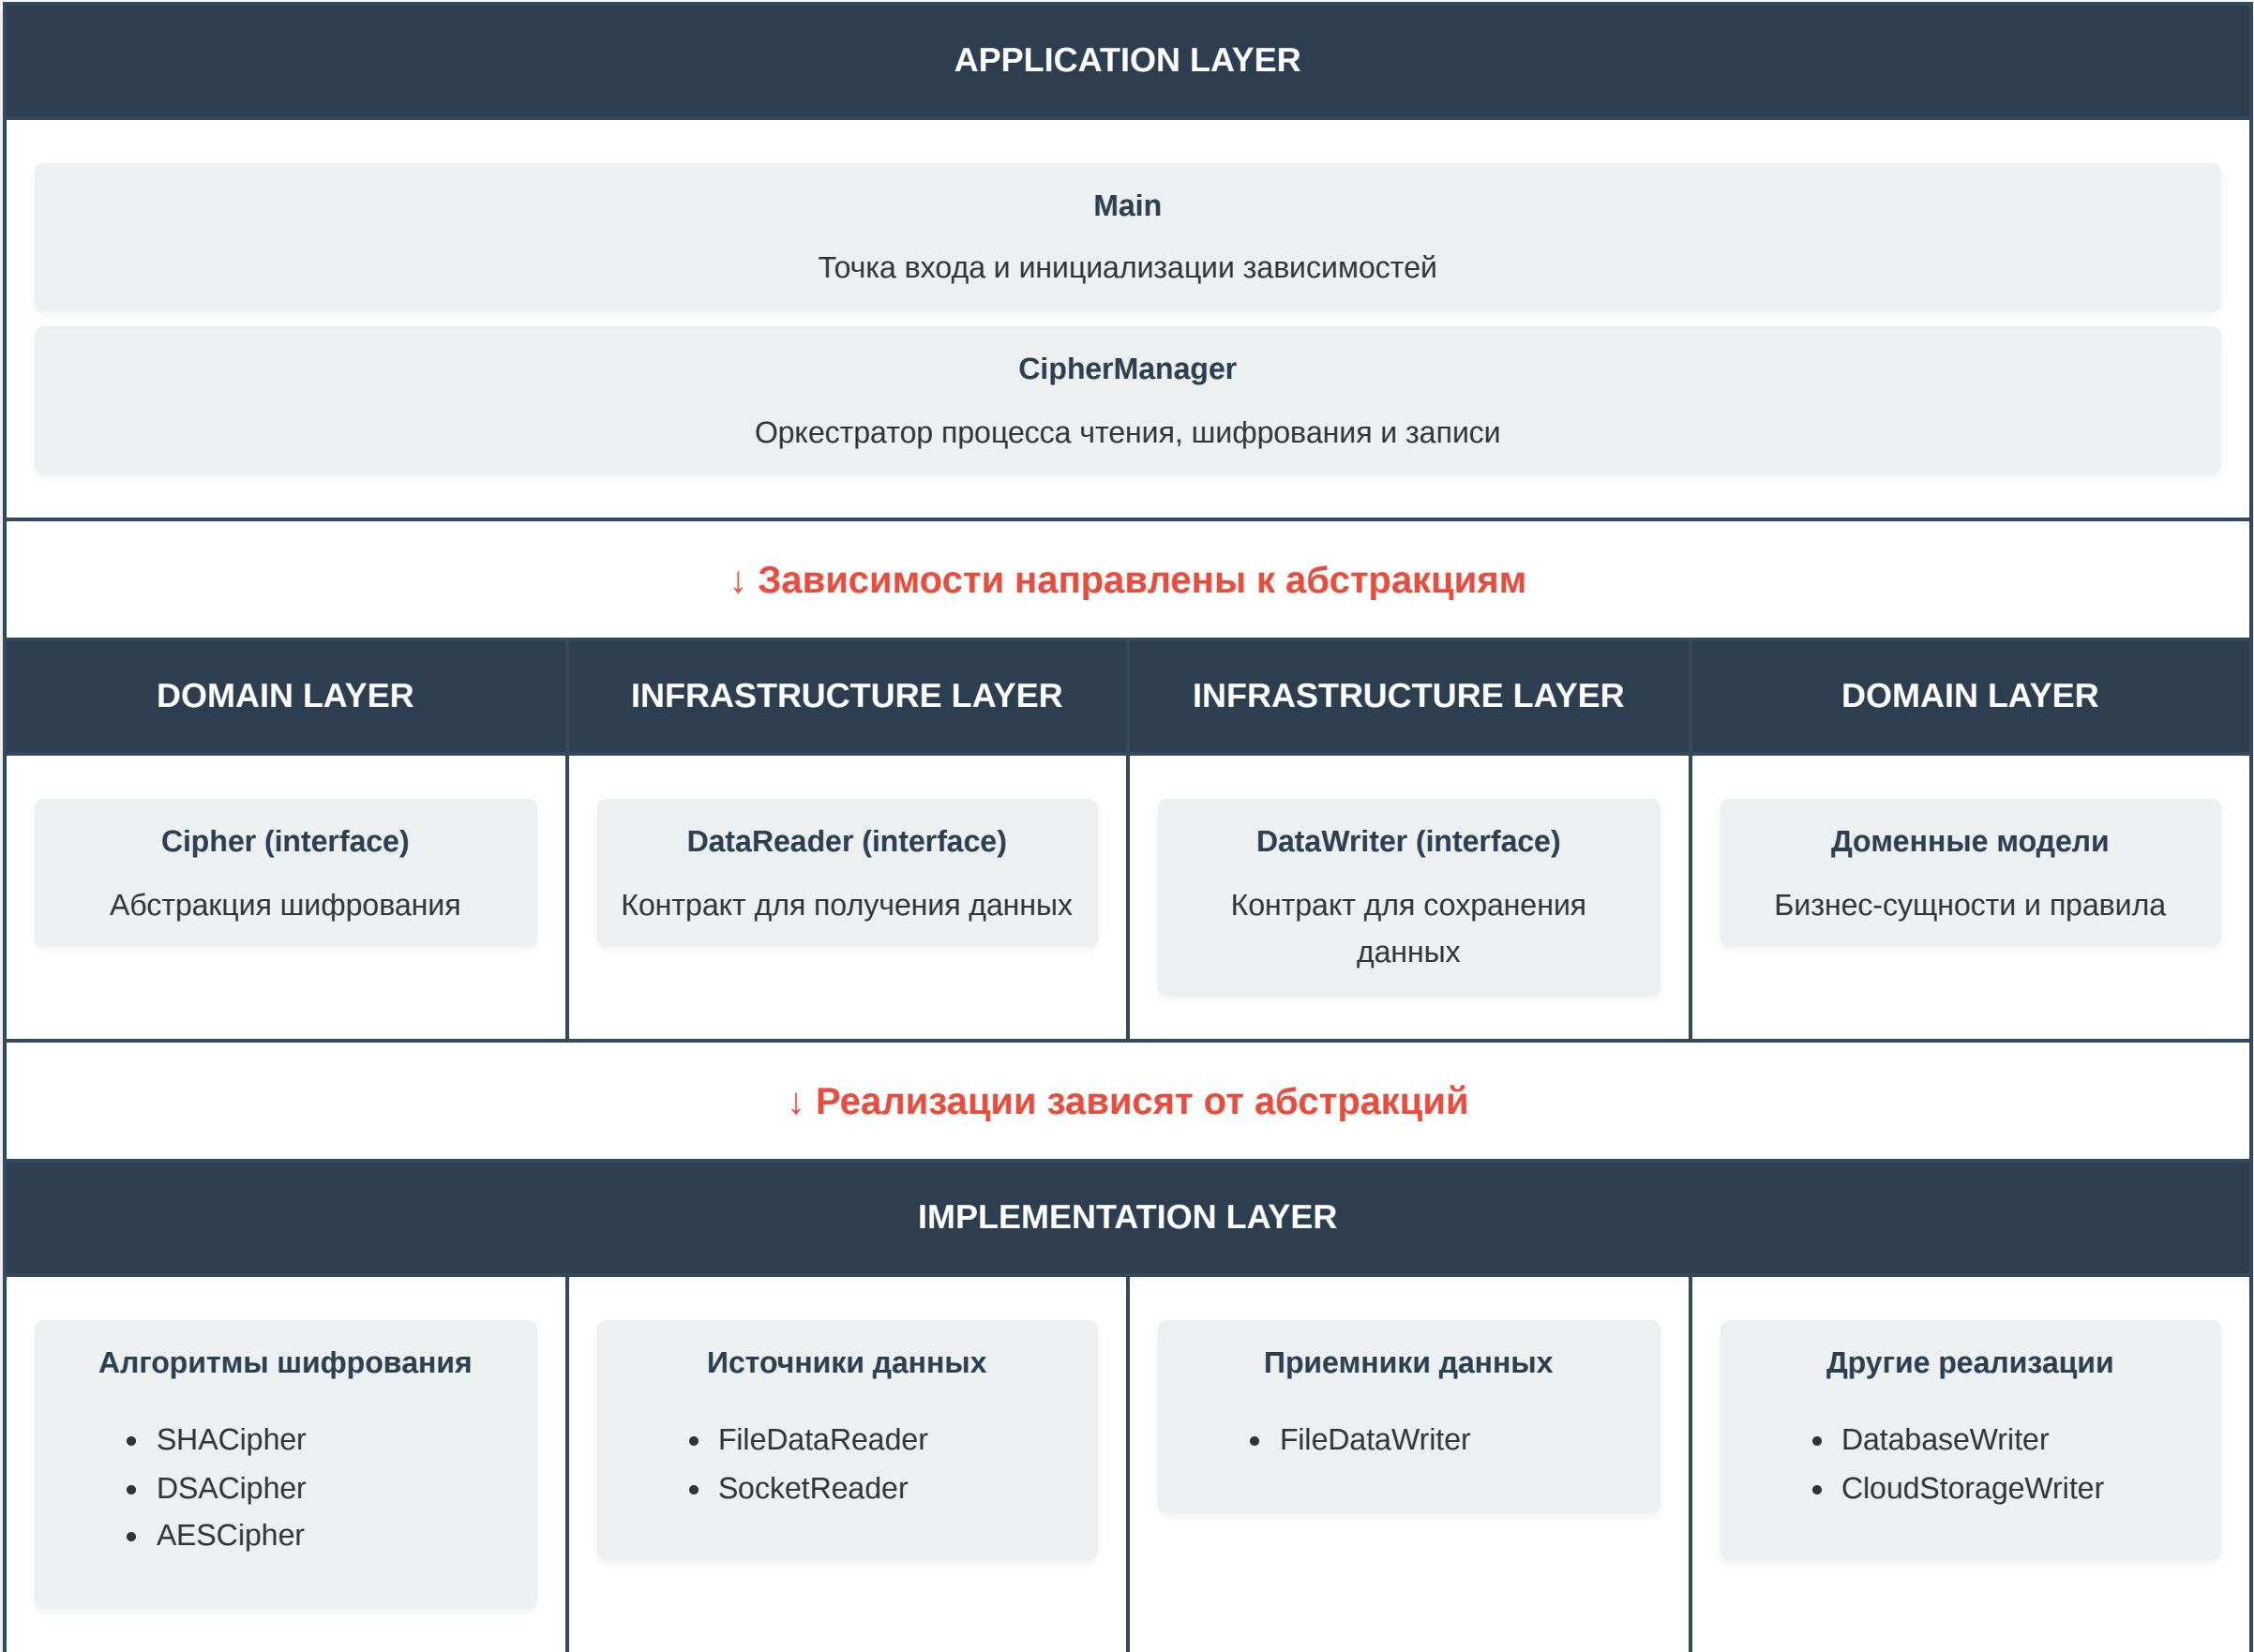 APPLICATION LAYER
Main
Точка входа и инициализации зависимостей
CipherManager
Оркестратор процесса чтения, шифрования и записи
↓ Зависимости направлены к абстракциям
DOMAIN LAYER
INFRASTRUCTURE LAYER
INFRASTRUCTURE LAYER
DOMAIN LAYER
Cipher (interface)
Абстракция шифрования
DataReader (interface)
Контракт для получения данных
DataWriter (interface)
Контракт для сохранения
данных
Доменные модели
Бизнес-сущности и правила
↓ Реализации зависят от абстракций
IMPLEMENTATION LAYER
Алгоритмы шифрования
• SHACipher
• DSACipher
• AESCipher
Источники данных
• FileDataReader
• SocketReader
Приемники данных
• FileDataWriter
Другие реализации
• DatabaseWriter
• CloudStorageWriter